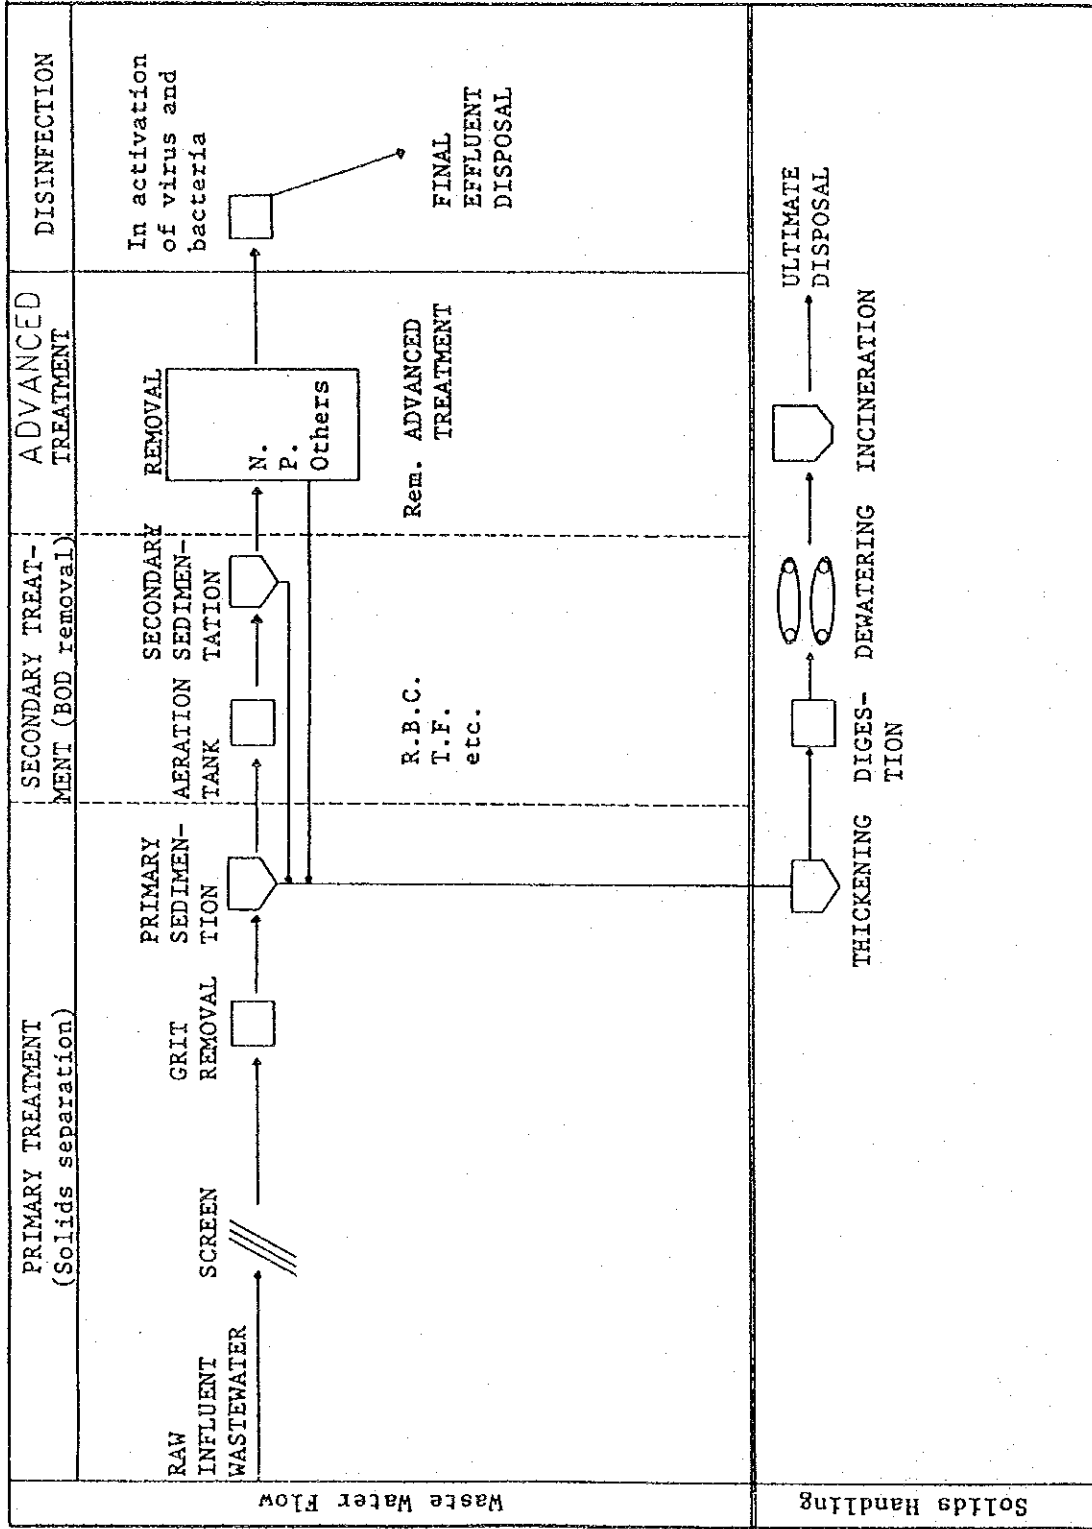 PRIMARY TREATMENT
(Solids separation)
SECONDARY TREAT-
MENT (BOD removal)
ADVANCED
TREATMENT
DISINFECTION
Waste Water Flow
RAW
INFLUENT
WASTEWATER
SCREEN
GRIT
REMOVAL
PRIMARY
SEDIMEN-
TION
AERATION
TANK
SECONDARY
SEDIMEN-
TATION
REMOVAL
N.
P.
Others
In activation
of virus and
bacteria
R.B.C.
T.F.
etc.
Rem. ADVANCED
TREATMENT
FINAL
EFFLUENT
DISPOSAL
Solids Handling
THICKENING
DIGES-
TION
DEWATERING
INCINERATION
ULTIMATE
DISPOSAL